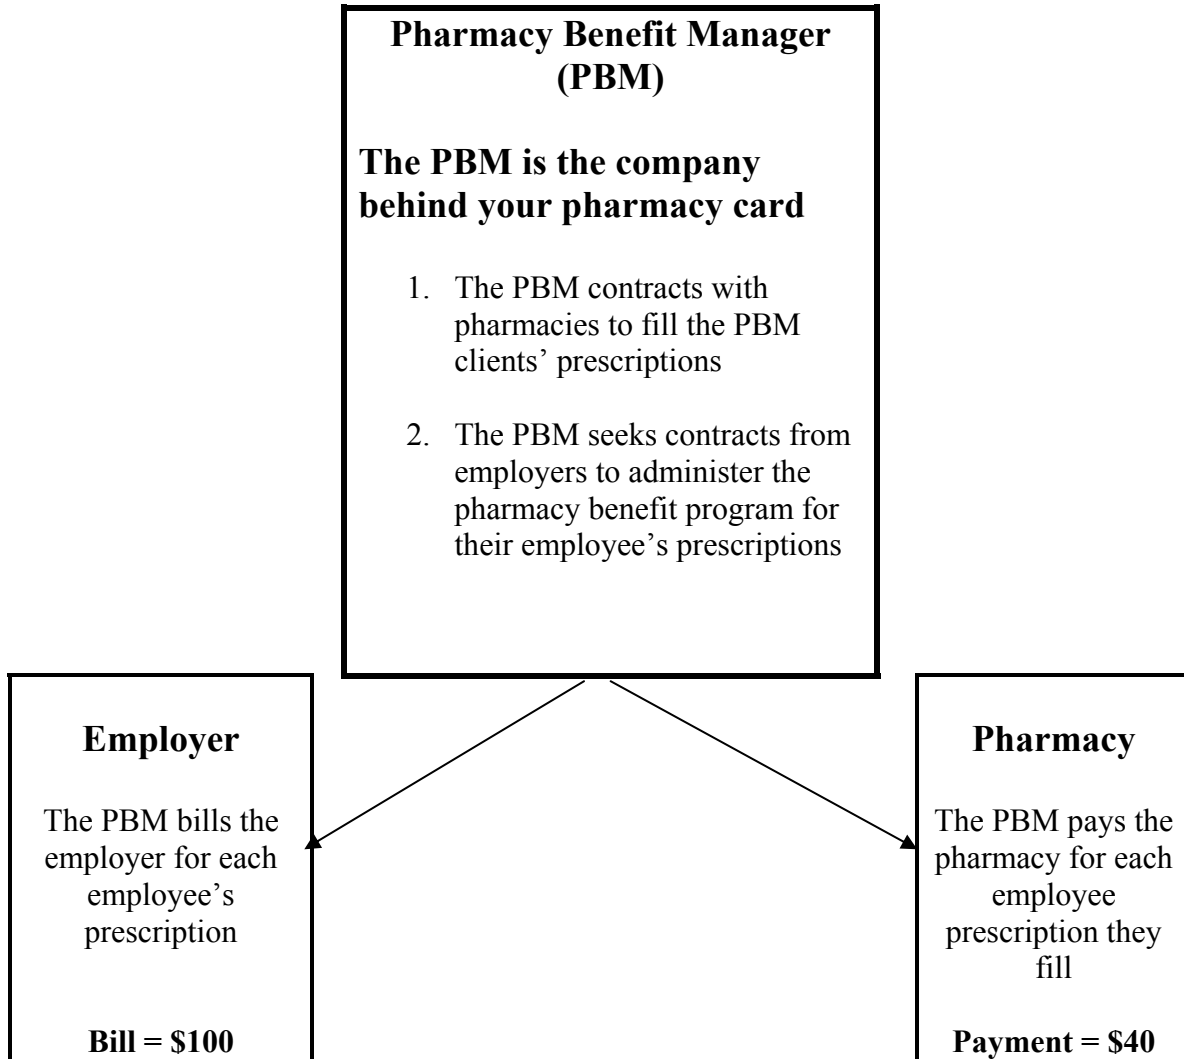 Pharmacy Benefit Manager
(PBM)
The PBM is the company
behind your pharmacy card
1. The PBM contracts with
pharmacies to fill the PBM
clients’ prescriptions
2. The PBM seeks contracts from
employers to administer the
pharmacy benefit program for
their employee’s prescriptions
Employer
The PBM bills the
employer for each
employee’s
prescription
Bill = $100
Pharmacy
The PBM pays the
pharmacy for each
employee
prescription they
fill
Payment = $40